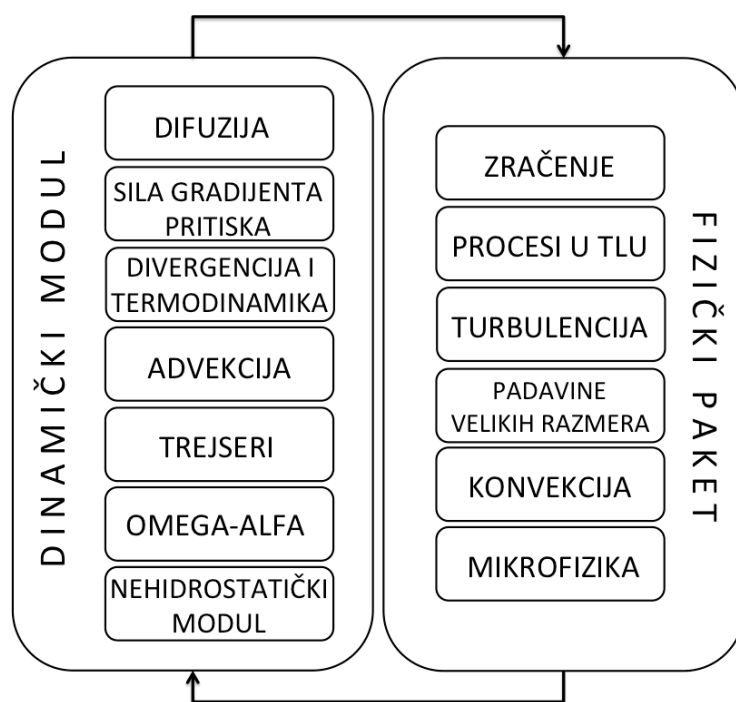 DINAMIČKI MODUL
DIFUZIJA
SILA GRADIJENTA
PRITISKA
DIVERGENCIJA I
TERMODINAMIKA
ADVEKCIJA
TREJSERI
OMEGA-ALFA
NEHIDROSTATIČKI
MODUL
ZRAČENJE
PROCESI U TLU
TURBULENCIJA
PADAVINE
VELIKIH RAZMERA
KONVEKCIJA
MIKROFIZIKA
FIZIČKI PAKET